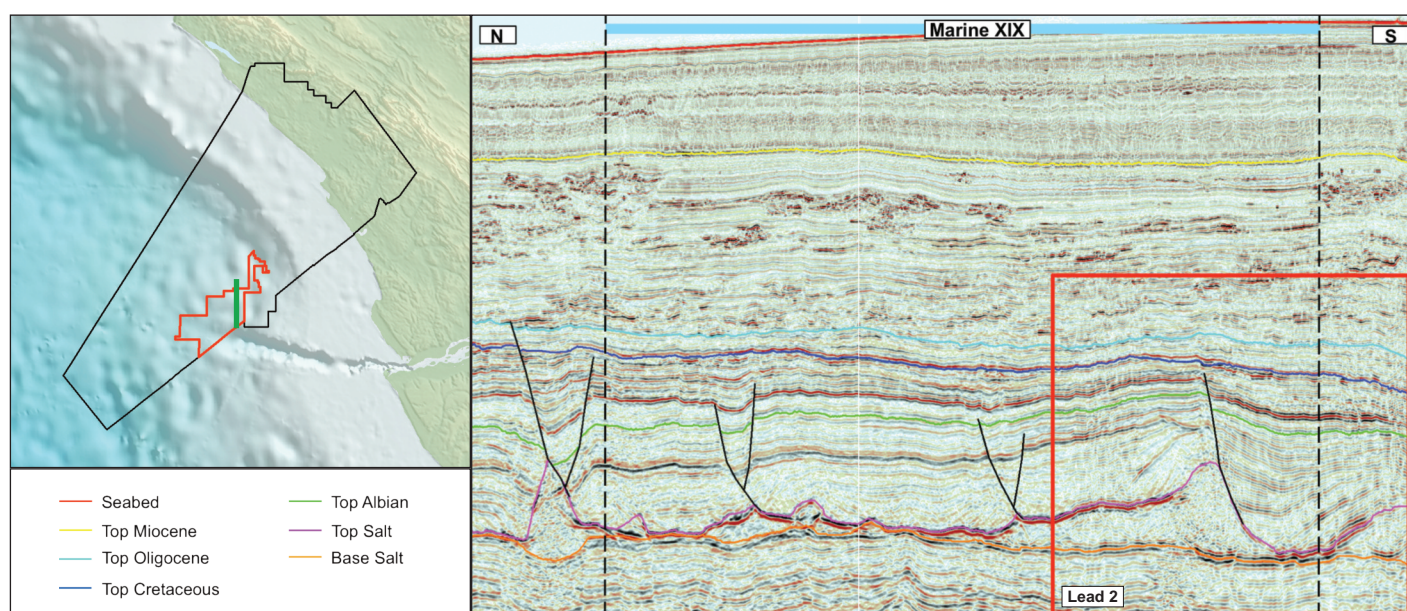 N
Marine XIX
S
Lead 2
Seabed
Top Miocene
Top Oligocene
Top Cretaceous
Top Albian
Top Salt
Base Salt